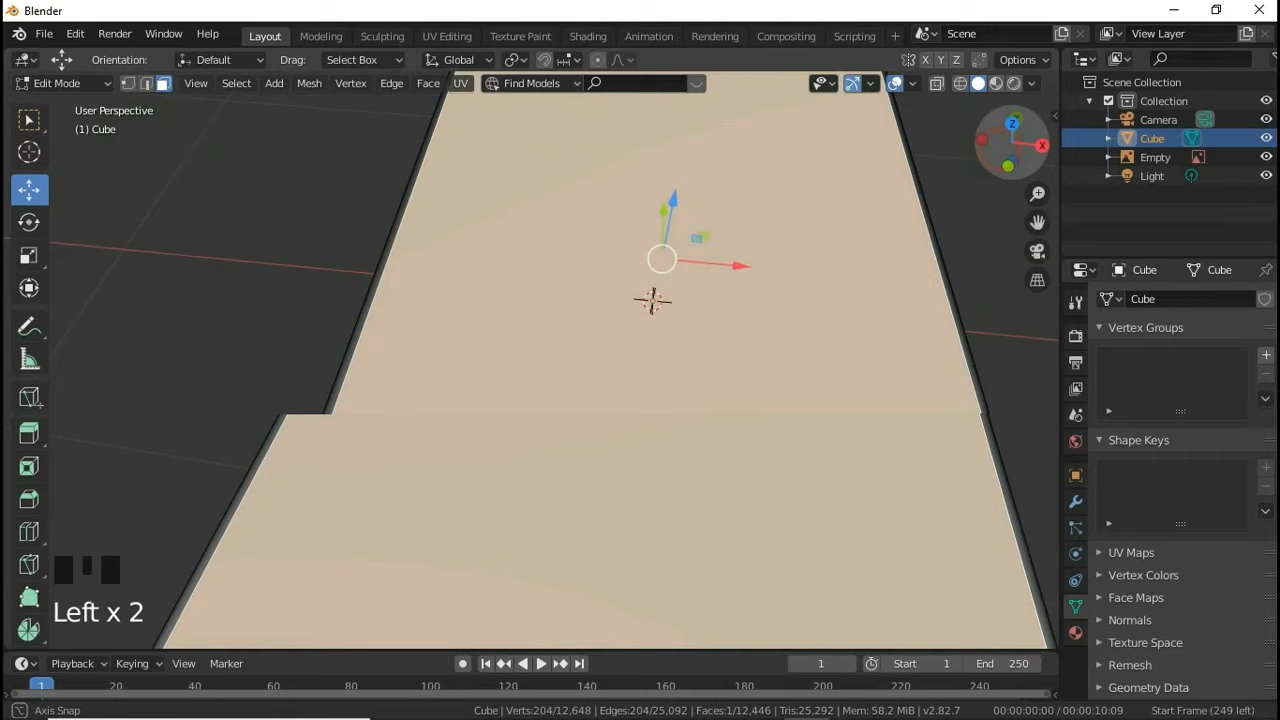 Blender
File Edit Render Window Help Layout Modeling Sculpting UV Editing Texture Paint Shading Animation Rendering Compositing Scripting + Scene View Layer
Orientation: Default Drag: Select Box Global X Y Z Options
Edit Mode View Select Add Mesh Vertex Edge Face UV Find Models
User Perspective
(1) Cube
Z
X
Scene Collection
Collection
Camera
Cube
Empty
Light
Cube Cube
Cube
Vertex Groups
Shape Keys
UV Maps
Vertex Colors
Face Maps
Normals
Texture Space
Remesh
Geometry Data
Left x 2
Playback Keying View Marker 1 Start 1 End 250
1 20 40 60 80 100 120 140 160 180 200 220 240
Axis Snap Cube | Verts:204/12,648 | Edges:204/25,092 | Faces:1/12,446 | Tris:25,292 | Mem: 58.2 MiB | v2.82.7 00:00:00:00 / 00:00:10:09 Start Frame (249 left)